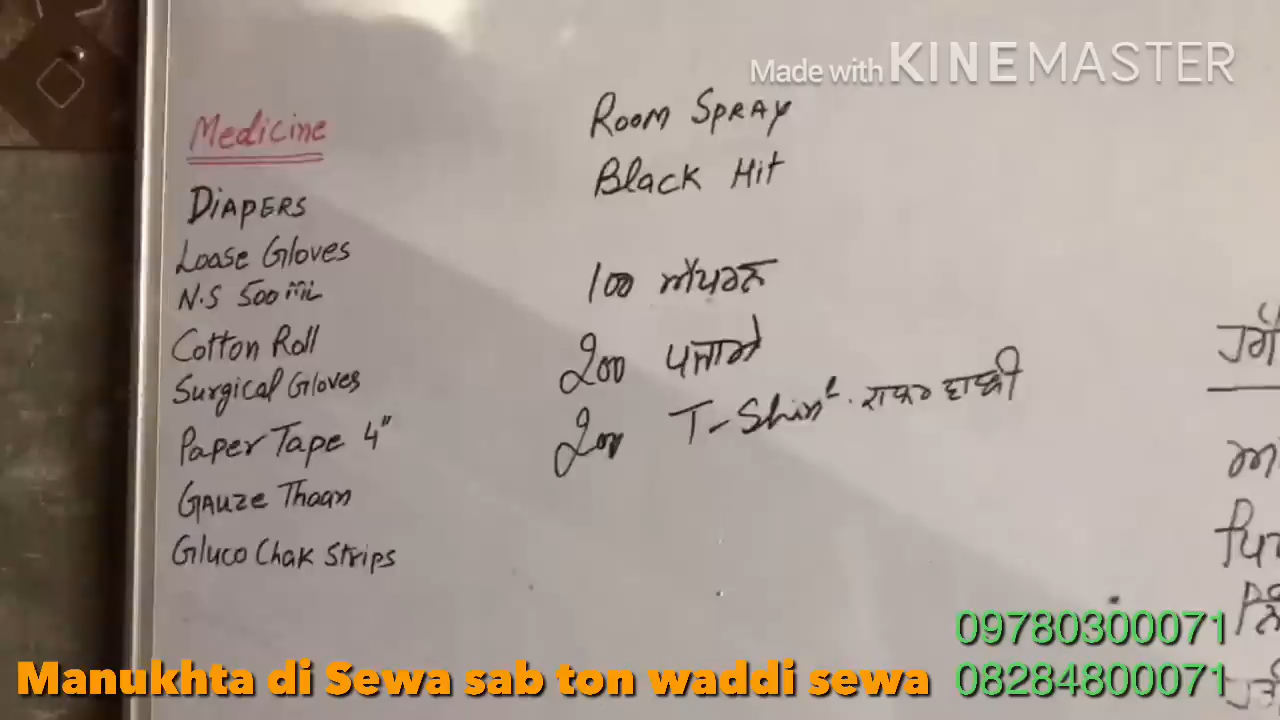 Made with KINEMASTER
Medicine
DIAPERS
Loose Gloves
N.S 500 ml
Cotton Roll
Surgical Gloves
Paper Tape 4"
GAUZE Thaan
Gluco Chak Strips
Room SPRAY
Black Hit
100 ਐਪਰਨ
200 ਪਜਾਮੇ
200 T-Shirt
Manukhta di Sewa sab ton waddi sewa
09780300071
08284800071